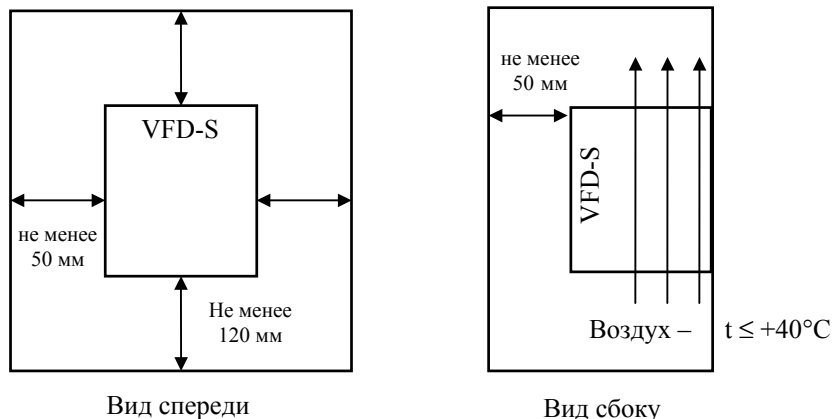 VFD-S
не менее
50 мм
Не менее
120 мм
Вид спереди
не менее
50 мм
VFD-S
Воздух – t ≤ +40°C
Вид сбоку